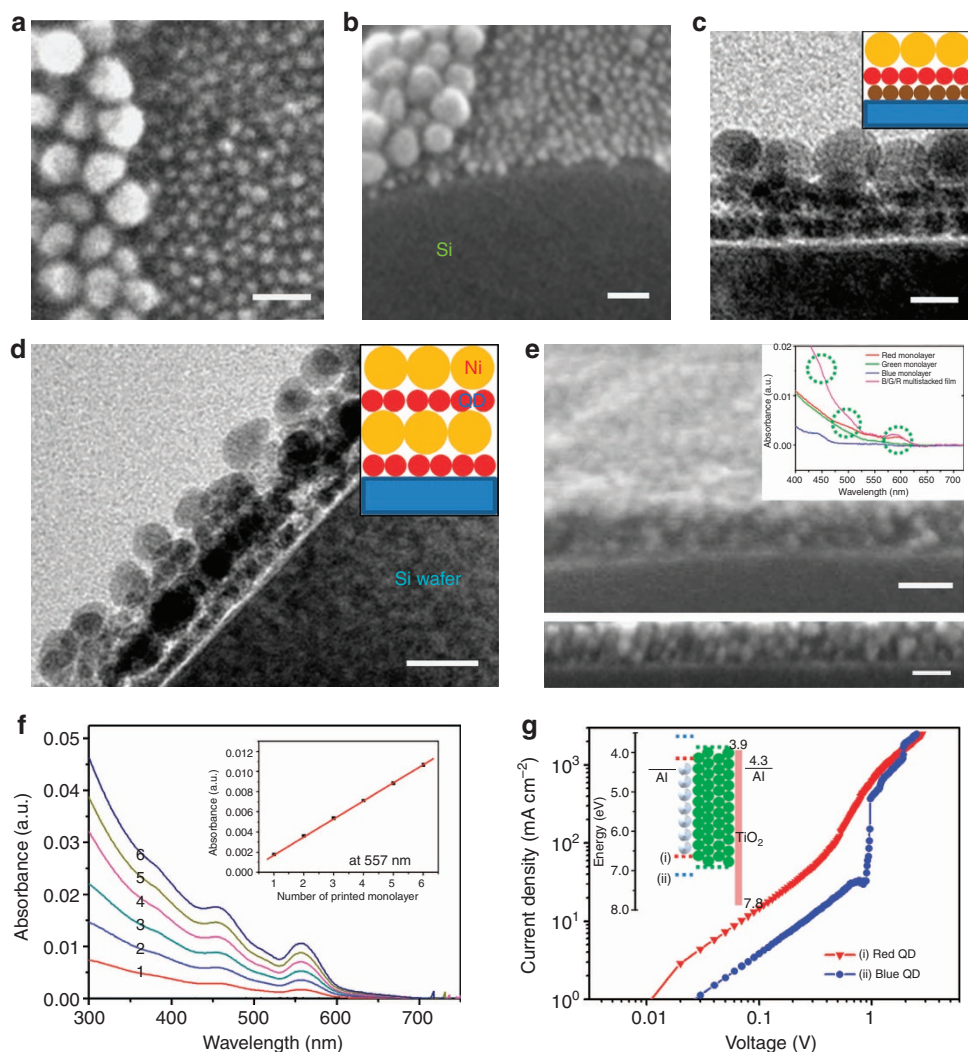 a
b
c
Si
d
Ni
QD
Si wafer
e
0.02
0.01
0.00
Absorbance (a.u.)
Red monolayer
Green monolayer
Blue monolayer
B/G/R multistacked film
400 450 500 550 600 650 700
Wavelength (nm)
f
0.05
0.04
0.03
0.02
0.01
0.00
Absorbance (a.u.)
6
5
4
3
2
1
300 400 500 600 700
Wavelength (nm)
0.014
0.012
0.010
0.008
0.006
0.004
0.002
0.000
Absorbance (a.u.)
at 557 nm
1 2 3 4 5 6
Number of printed monolayer
g
10³
10²
10¹
10⁰
Current density (mA cm⁻²)
4.0
5.0
6.0
7.0
8.0
Energy (eV)
Al
(i)
(ii)
3.9
4.3
Al
TiO₂
7.8
(i) Red QD
(ii) Blue QD
0.01 0.1 1
Voltage (V)